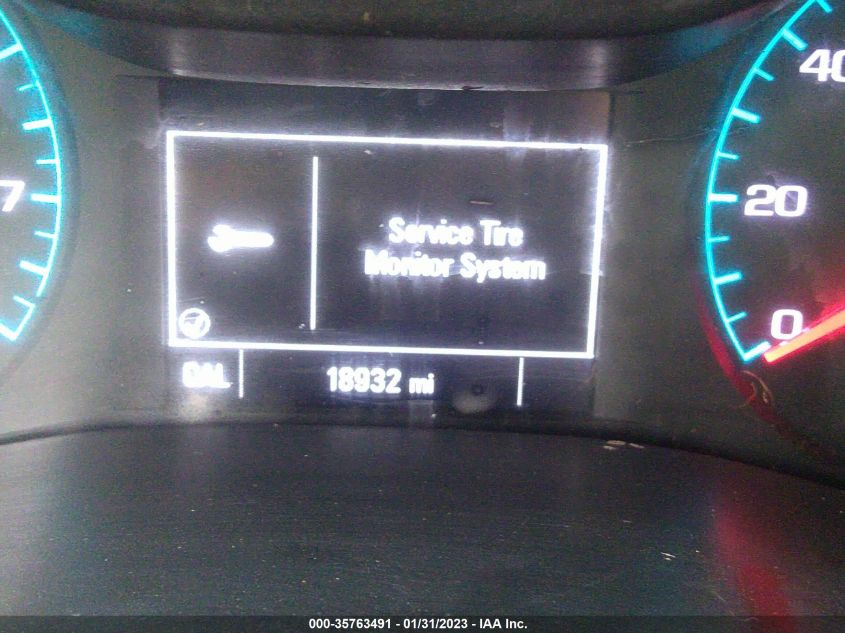 40
7
20
Service Tire
Monitor System
0
18932 mi
000-35763491 - 01/31/2023 - IAA Inc.